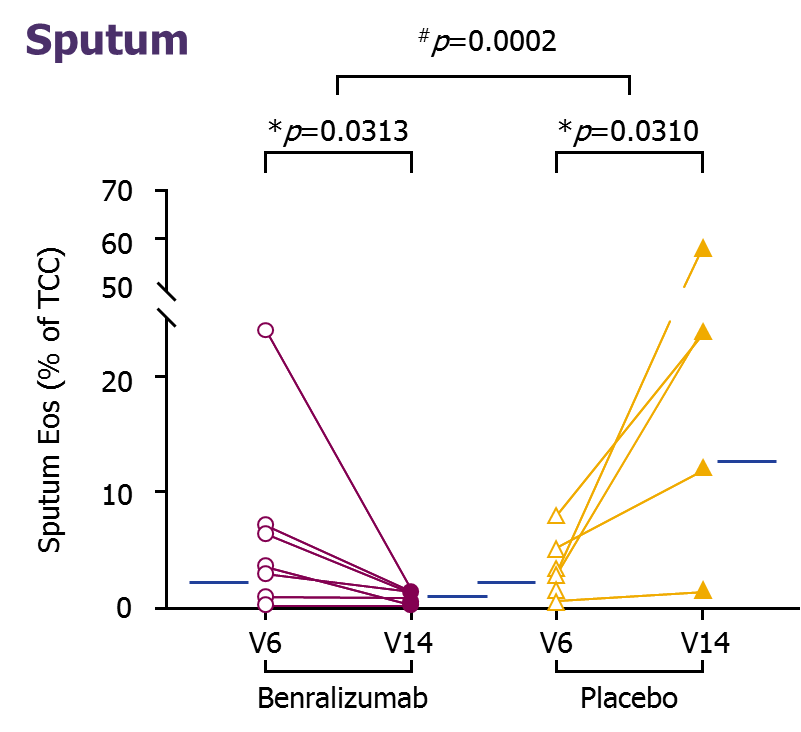 Sputum
#p=0.0002
*p=0.0313
*p=0.0310
70
60
50
20
10
0
Sputum Eos (% of TCC)
V6
V14
V6
V14
Benralizumab
Placebo